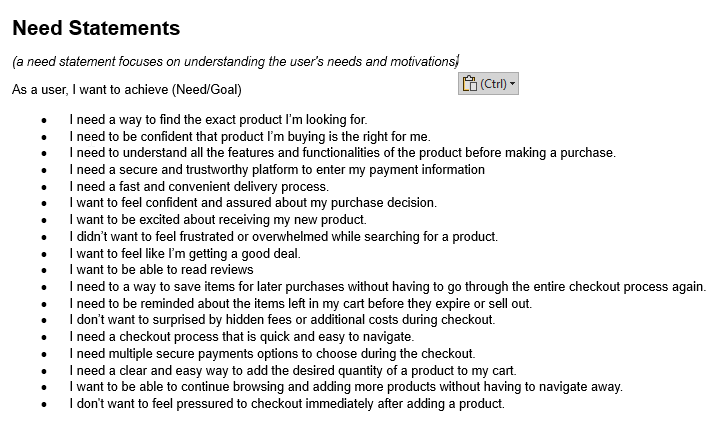 Need Statements
(a need statement focuses on understanding the user's needs and motivations)
(Ctrl)
As a user, I want to achieve (Need/Goal)
• I need a way to find the exact product I'm looking for.
• I need to be confident that product I'm buying is the right for me.
• I need to understand all the features and functionalities of the product before making a purchase.
• I need a secure and trustworthy platform to enter my payment information
• I need a fast and convenient delivery process.
• I want to feel confident and assured about my purchase decision.
• I want to be excited about receiving my new product.
• I didn't want to feel frustrated or overwhelmed while searching for a product.
• I want to feel like I'm getting a good deal.
• I want to be able to read reviews
• I need to a way to save items for later purchases without having to go through the entire checkout process again.
• I need to be reminded about the items left in my cart before they expire or sell out.
• I don't want to surprised by hidden fees or additional costs during checkout.
• I need a checkout process that is quick and easy to navigate.
• I need multiple secure payments options to choose during the checkout.
• I need a clear and easy way to add the desired quantity of a product to my cart.
• I want to be able to continue browsing and adding more products without having to navigate away.
• I don't want to feel pressured to checkout immediately after adding a product.